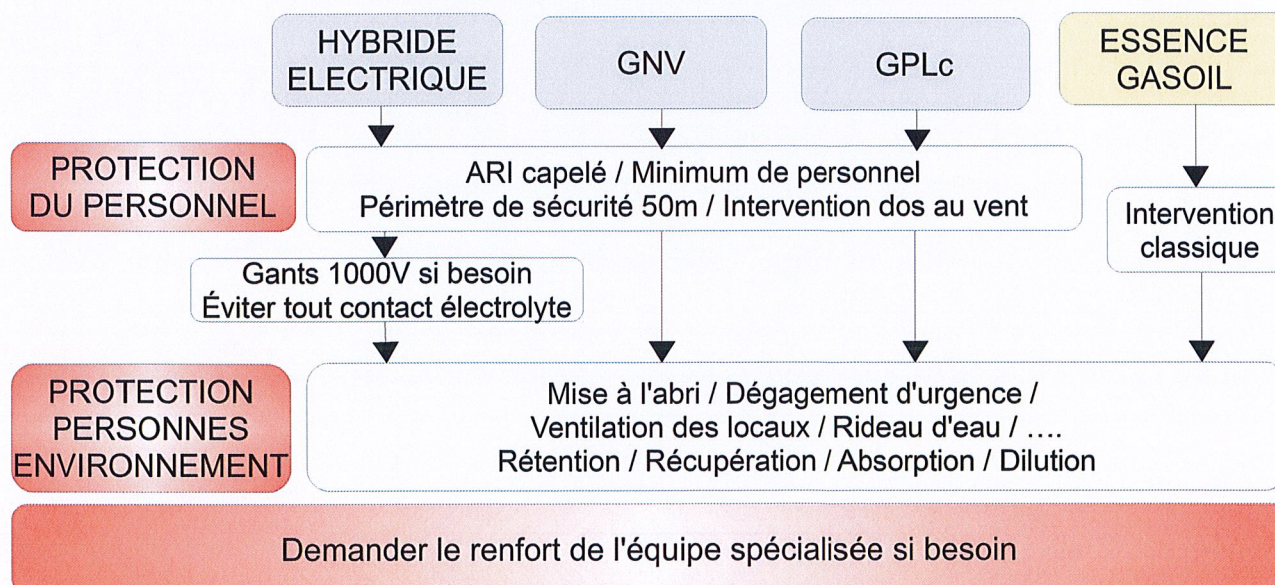 HYBRIDE
ELECTRIQUE
GNV
GPLc
ESSENCE
GASOIL
PROTECTION
DU PERSONNEL
ARI capelé / Minimum de personnel
Périmètre de sécurité 50m / Intervention dos au vent
Intervention
classique
Gants 1000V si besoin
Éviter tout contact électrolyte
PROTECTION
PERSONNES
ENVIRONNEMENT
Mise à l'abri / Dégagement d'urgence /
Ventilation des locaux / Rideau d'eau / ....
Rétention / Récupération / Absorption / Dilution
Demander le renfort de l'équipe spécialisée si besoin